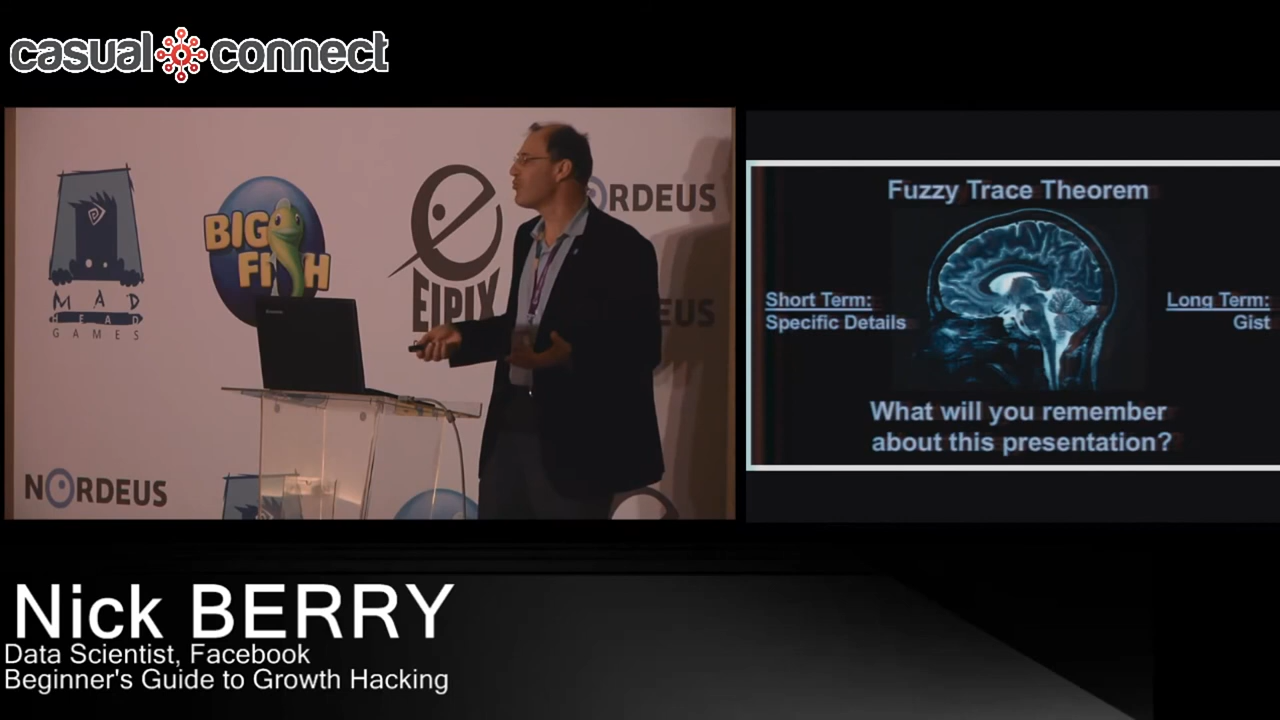 casual connect
MAD
HEAD
GAMES
BIG
FISH
EIPIX
NORDEUS
NORDEUS
Fuzzy Trace Theorem
Short Term:
Specific Details
Long Term:
Gist
What will you remember
about this presentation?
Nick BERRY
Data Scientist, Facebook
Beginner's Guide to Growth Hacking